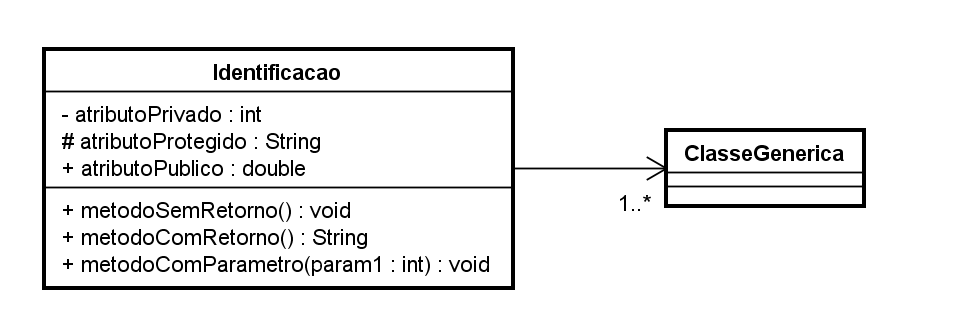 Identificacao
- atributoPrivado : int
# atributoProtegido : String
+ atributoPublico : double
+ metodoSemRetorno() : void
+ metodoComRetorno() : String
+ metodoComParametro(param1 : int) : void
ClasseGenerica
1..*